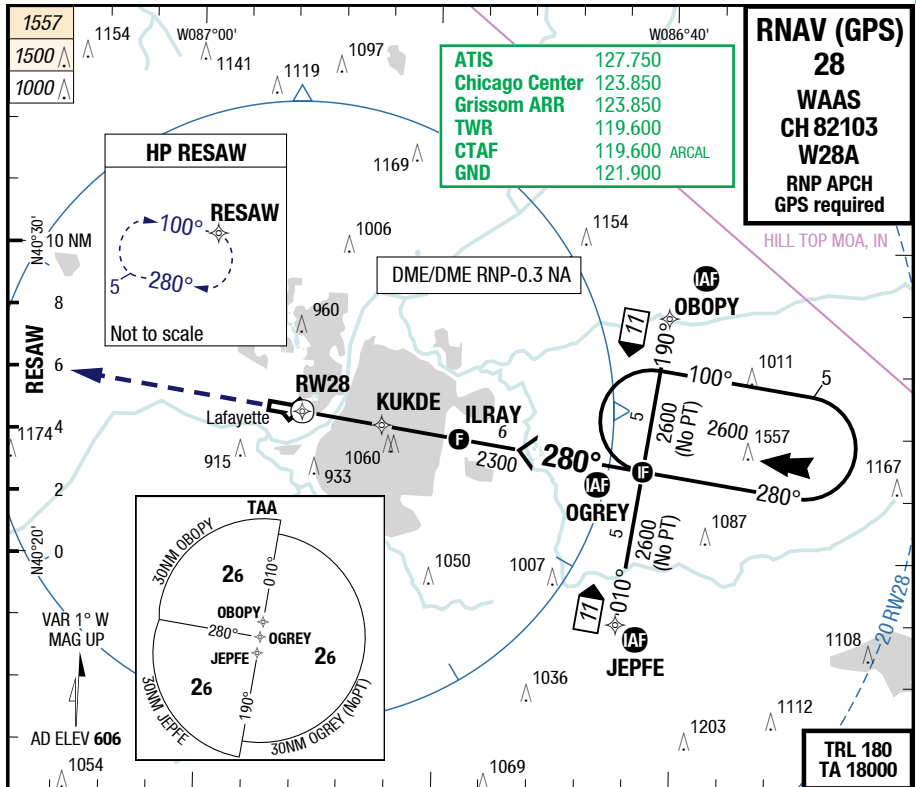 1557
1500
1000
1154
W087°00'
1141
1119
1097
1169
ATIS 127.750
Chicago Center 123.850
Grissom ARR 123.850
TWR 119.600
CTAF 119.600 ARCAL
GND 121.900
W086°40'
RNAV (GPS)
28
WAAS
CH 82103
W28A
RNP APCH
GPS required
HILL TOP MOA, IN
HP RESAW
100°
RESAW
5
280°
Not to scale
N40°30'
10 NM
8
6
4
2
0
N40°20'
1006
1154
DME/DME RNP-0.3 NA
960
IAF
OBOPY
11
190°
RESAW
RW28
KUKDE
ILRAY
F
6
2300
280°
Lafayette
1174
915
933
1060
5
2600
(No PT)
100°
1011
5
2600
1557
IF
280°
1167
IAF
OGREY
5
2600
(No PT)
1087
1050
1007
11
010°
IAF
JEPFE
TAA
30NM OBOPY
26
010°
OBOPY
280°
OGREY
JEPFE
26
26
190°
30NM JEPFE
30NM OGREY (NoPT)
VAR 1° W
MAG UP
AD ELEV 606
1054
1036
1069
1203
1112
1108
20 RW28
TRL 180
TA 18000